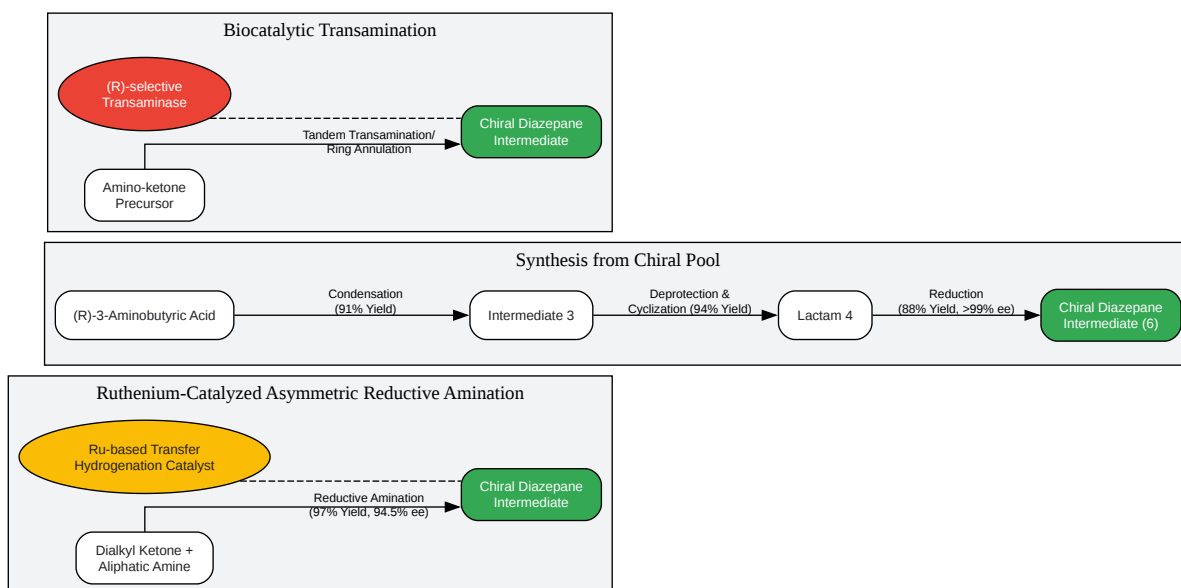 Biocatalytic Transamination
(R)-selective
Transaminase
Chiral Diazepane
Intermediate
Tandem Transamination/
Ring Annulation
Amino-ketone
Precursor
Synthesis from Chiral Pool
(R)-3-Aminobutyric Acid
Condensation
(91% Yield)
Intermediate 3
Deprotection &
Cyclization (94% Yield)
Lactam 4
Reduction
(88% Yield, >99% ee)
Chiral Diazepane
Intermediate (6)
Ruthenium-Catalyzed Asymmetric Reductive Amination
Ru-based Transfer
Hydrogenation Catalyst
Chiral Diazepane
Intermediate
Reductive Amination
(97% Yield, 94.5% ee)
Dialkyl Ketone +
Aliphatic Amine